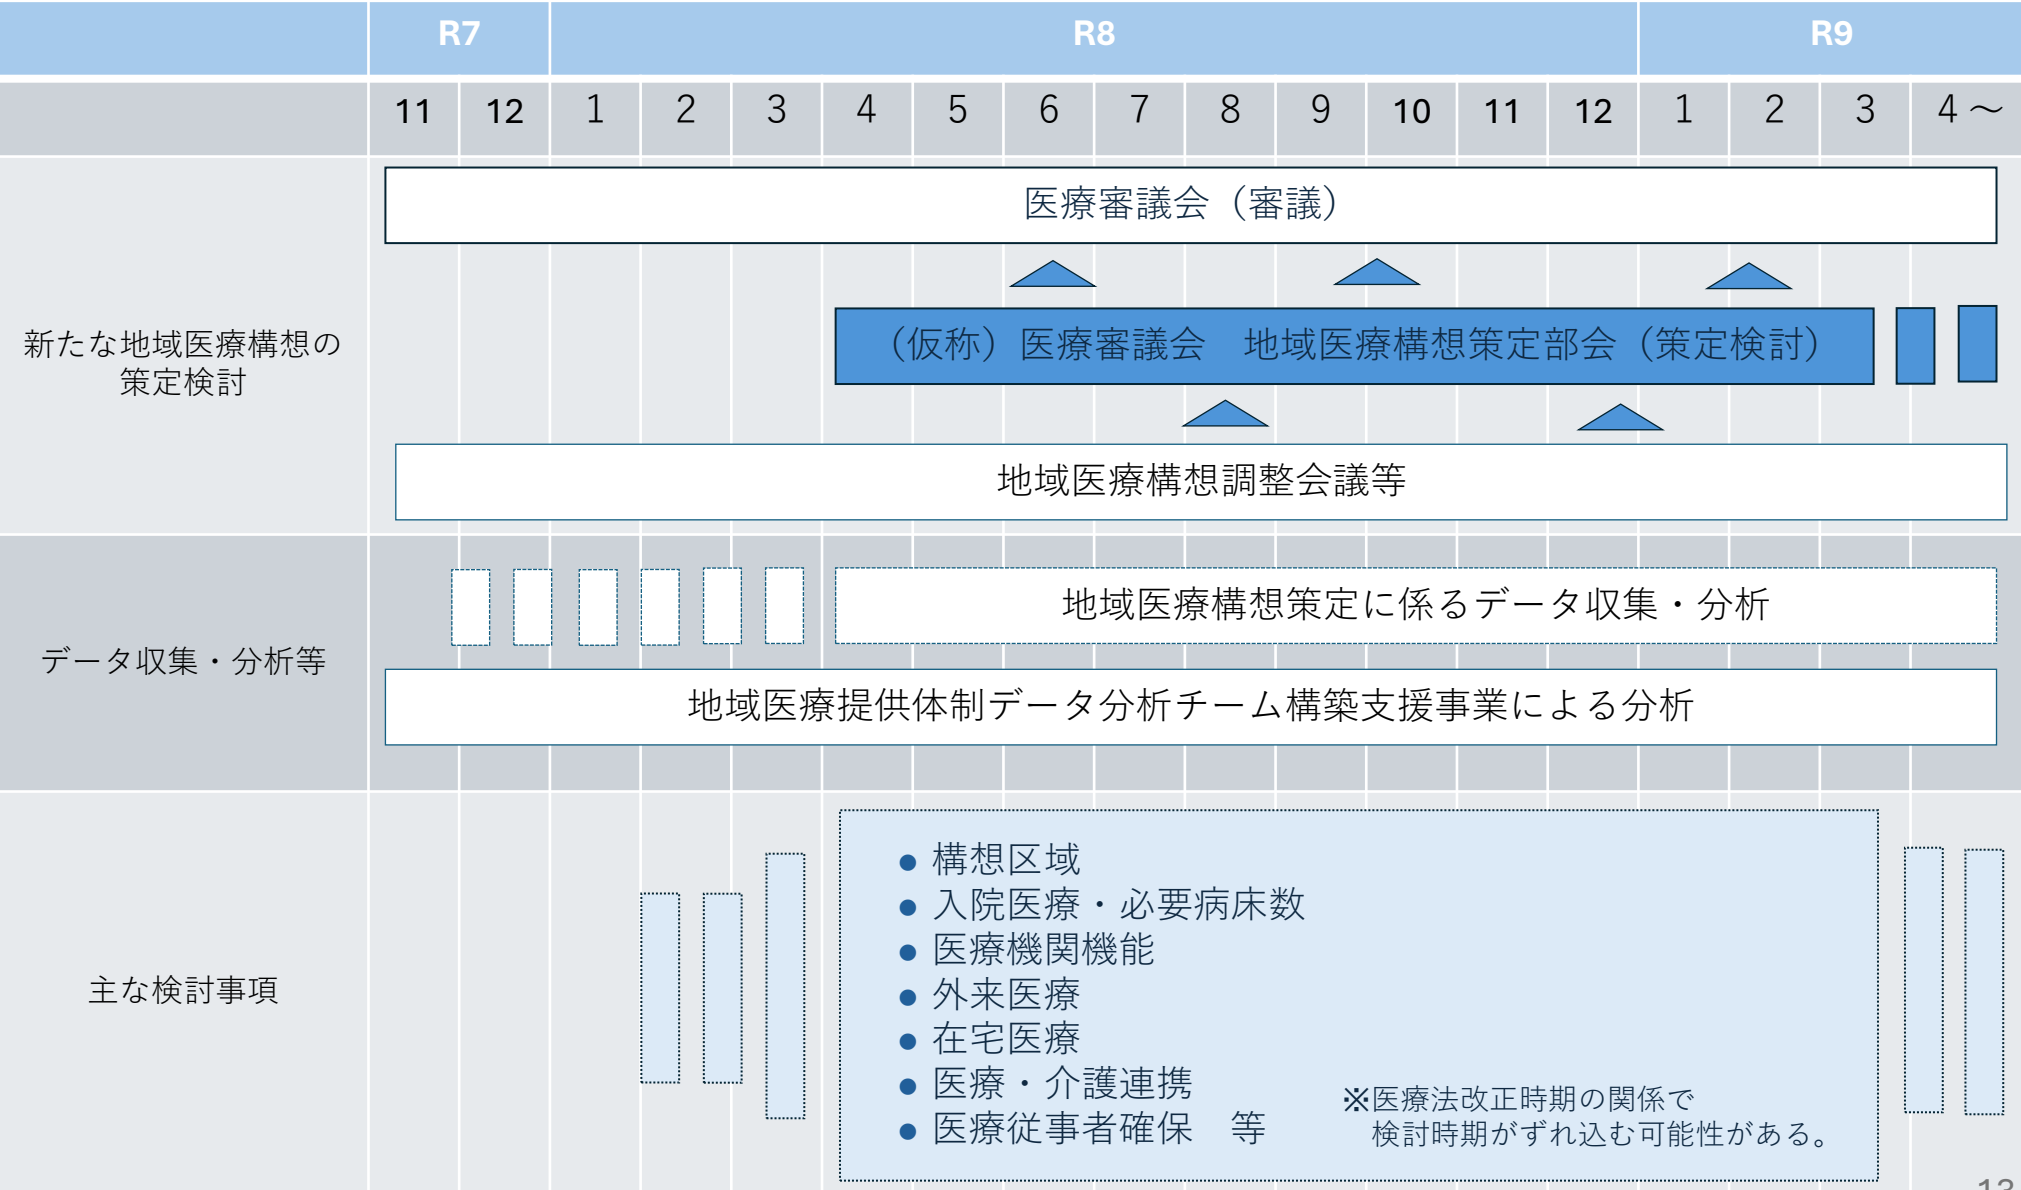 R7 R8 R9
11 12 1 2 3 4 5 6 7 8 9 10 11 12 1 2 3 4～
新たな地域医療構想の
策定検討
医療審議会（審議）
（仮称）医療審議会　地域医療構想策定部会（策定検討）
地域医療構想調整会議等
データ収集・分析等
地域医療構想策定に係るデータ収集・分析
地域医療提供体制データ分析チーム構築支援事業による分析
主な検討事項
● 構想区域
● 入院医療・必要病床数
● 医療機関機能
● 外来医療
● 在宅医療
● 医療・介護連携
● 医療従事者確保　等
※医療法改正時期の関係で
検討時期がずれ込む可能性がある。